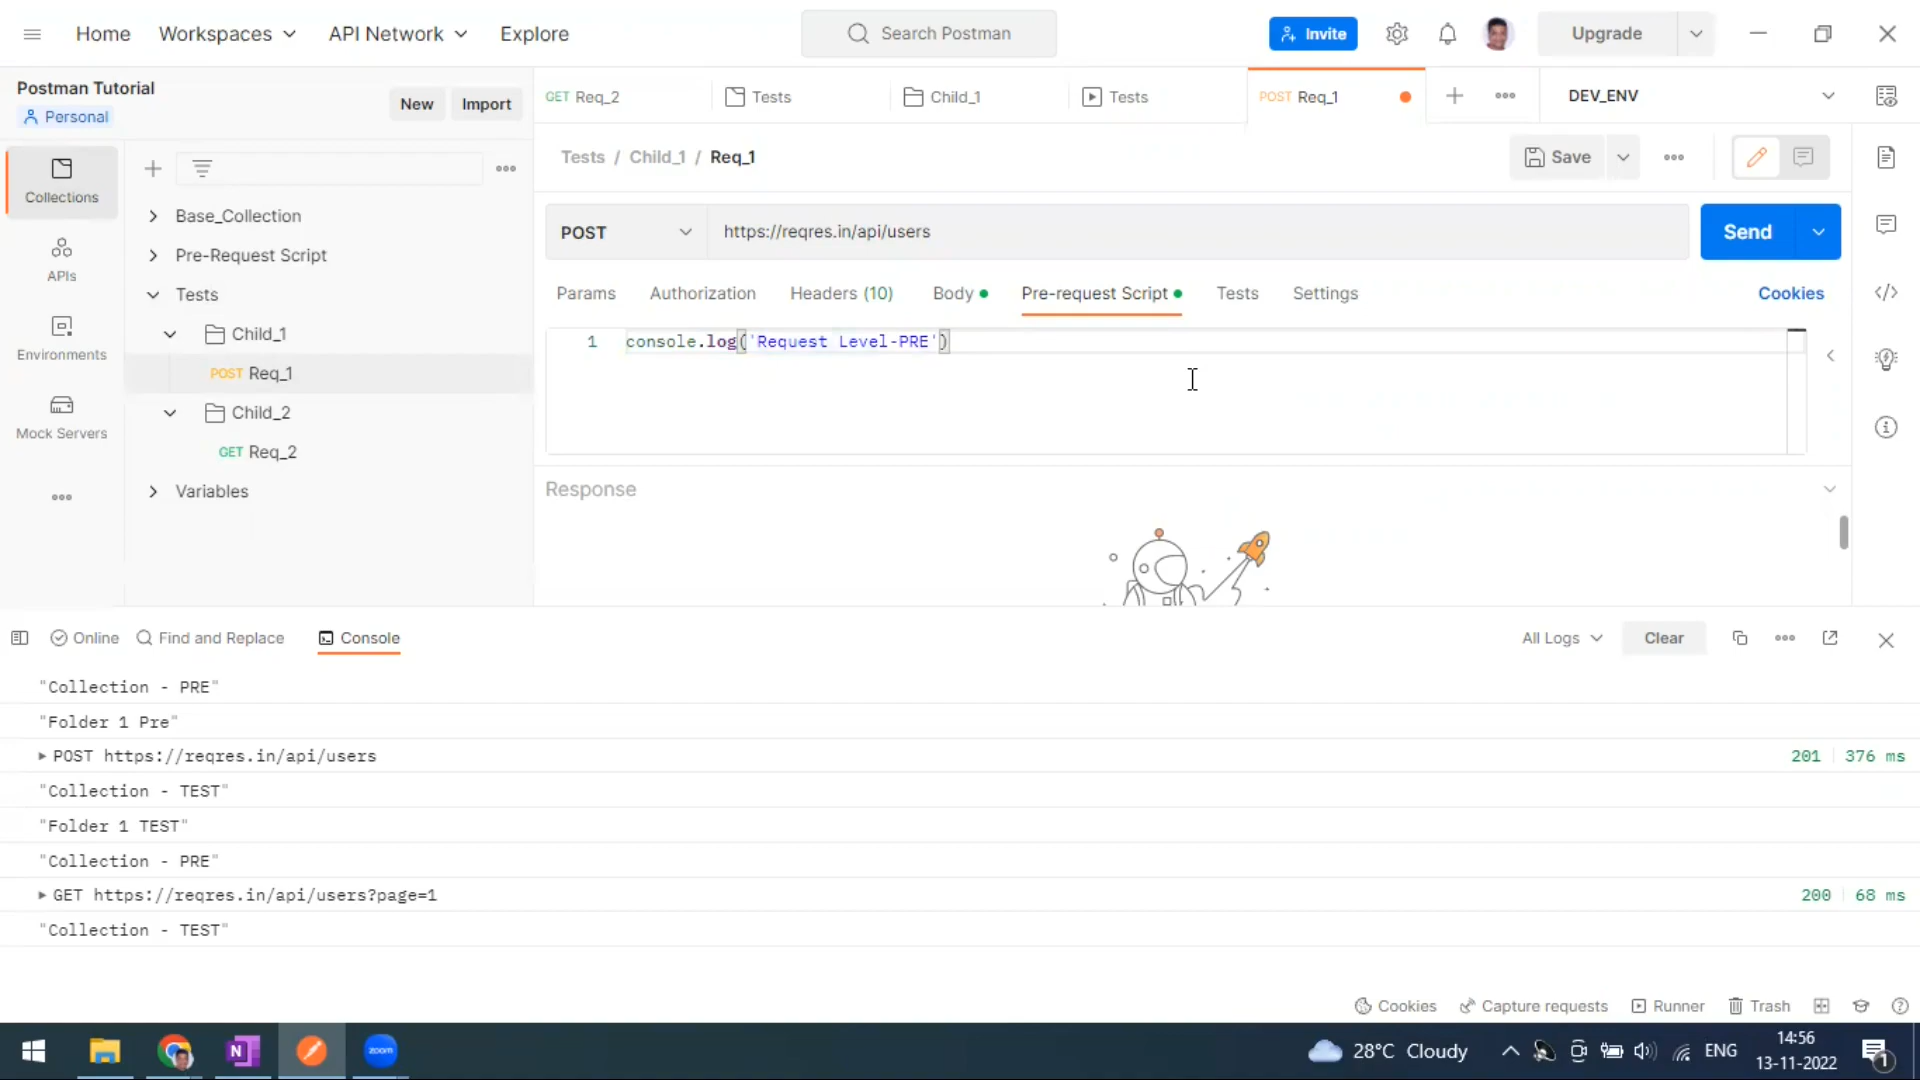 Home Workspaces API Network Explore Search Postman Invite Upgrade
Postman Tutorial
Personal
New Import
GET Req_2 Tests Child_1 Tests POST Req_1 DEV_ENV
Tests / Child_1 / Req_1 Save
Collections
APIs
Environments
Mock Servers
Base_Collection
Pre-Request Script
Tests
Child_1
POST Req_1
Child_2
GET Req_2
Variables
POST https://reqres.in/api/users Send
Params Authorization Headers (10) Body Pre-request Script Tests Settings Cookies
1 console.log('Request Level-PRE')
Response
Online Find and Replace Console All Logs Clear
"Collection - PRE"
"Folder 1 Pre"
POST https://reqres.in/api/users 201 376 ms
"Collection - TEST"
"Folder 1 TEST"
"Collection - PRE"
GET https://reqres.in/api/users?page=1 200 68 ms
"Collection - TEST"
Cookies Capture requests Runner Trash
N zoom 28°C Cloudy ENG 14:56
13-11-2022 1